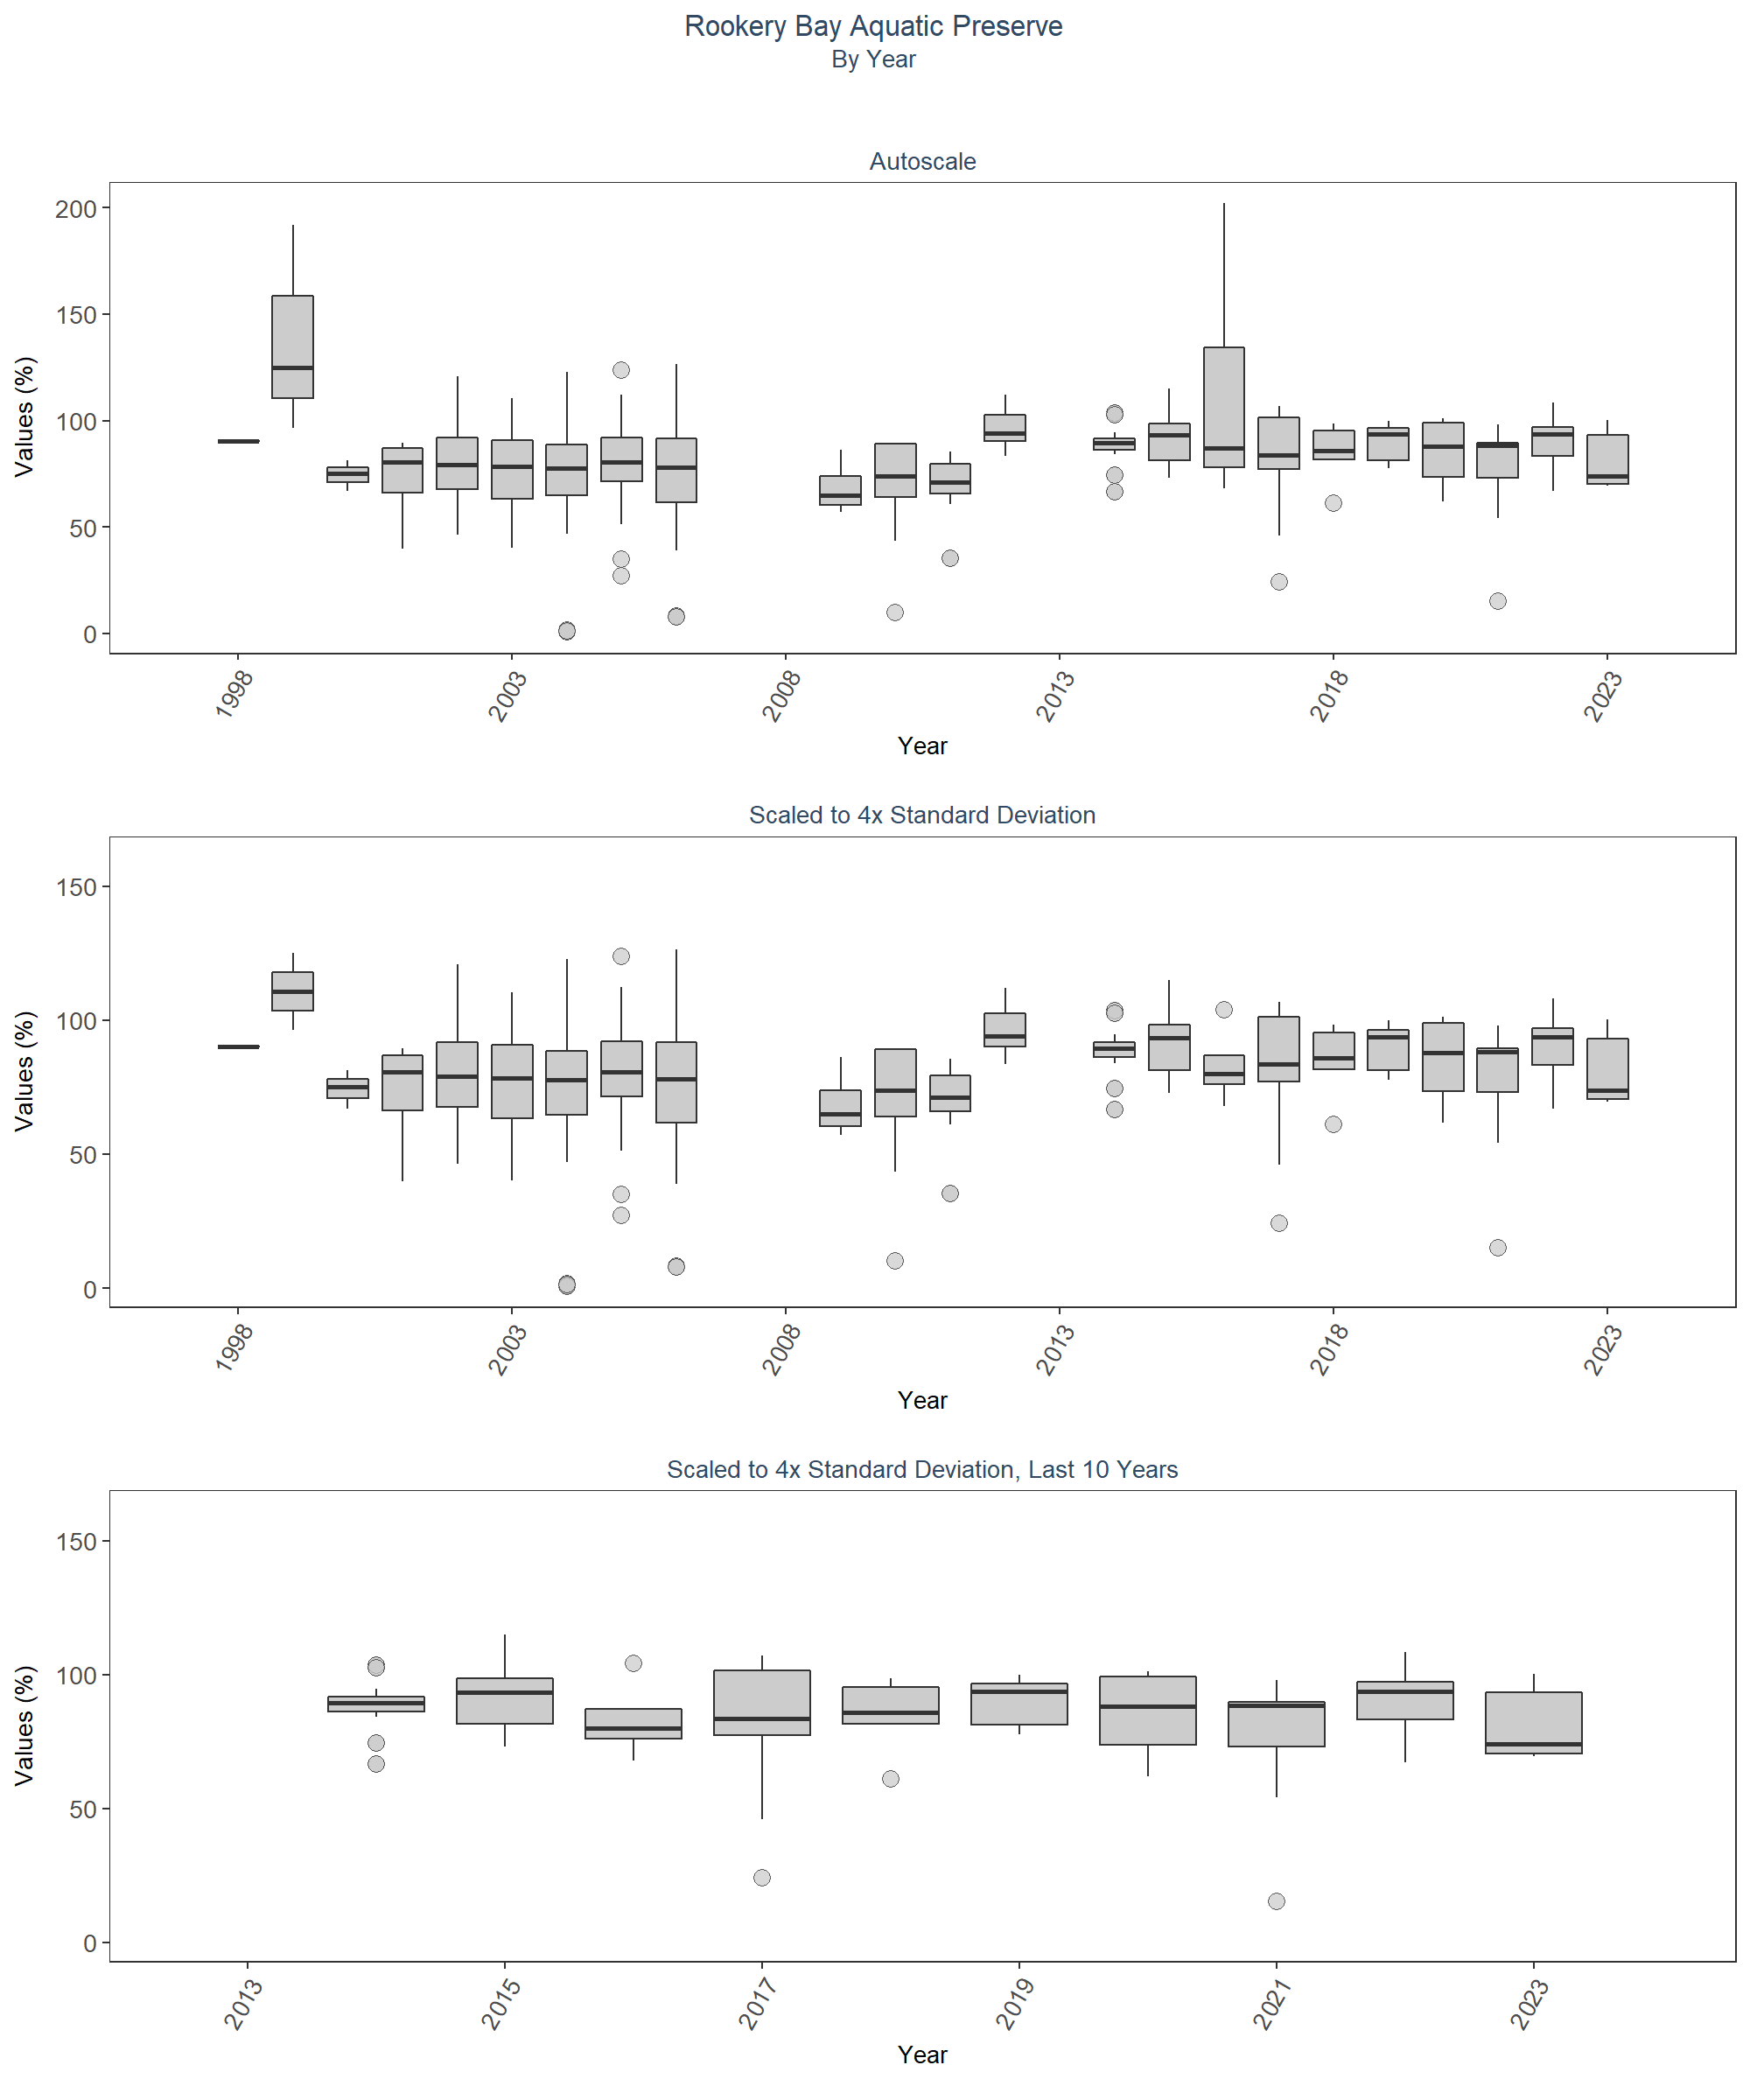 Rookery Bay Aquatic Preserve
By Year
Autoscale
Values (%)
200
150
100
50
0
1998
2003
2008
2013
2018
2023
Year
Scaled to 4x Standard Deviation
Values (%)
150
100
50
0
1998
2003
2008
2013
2018
2023
Year
Scaled to 4x Standard Deviation, Last 10 Years
Values (%)
150
100
50
0
2013
2015
2017
2019
2021
2023
Year